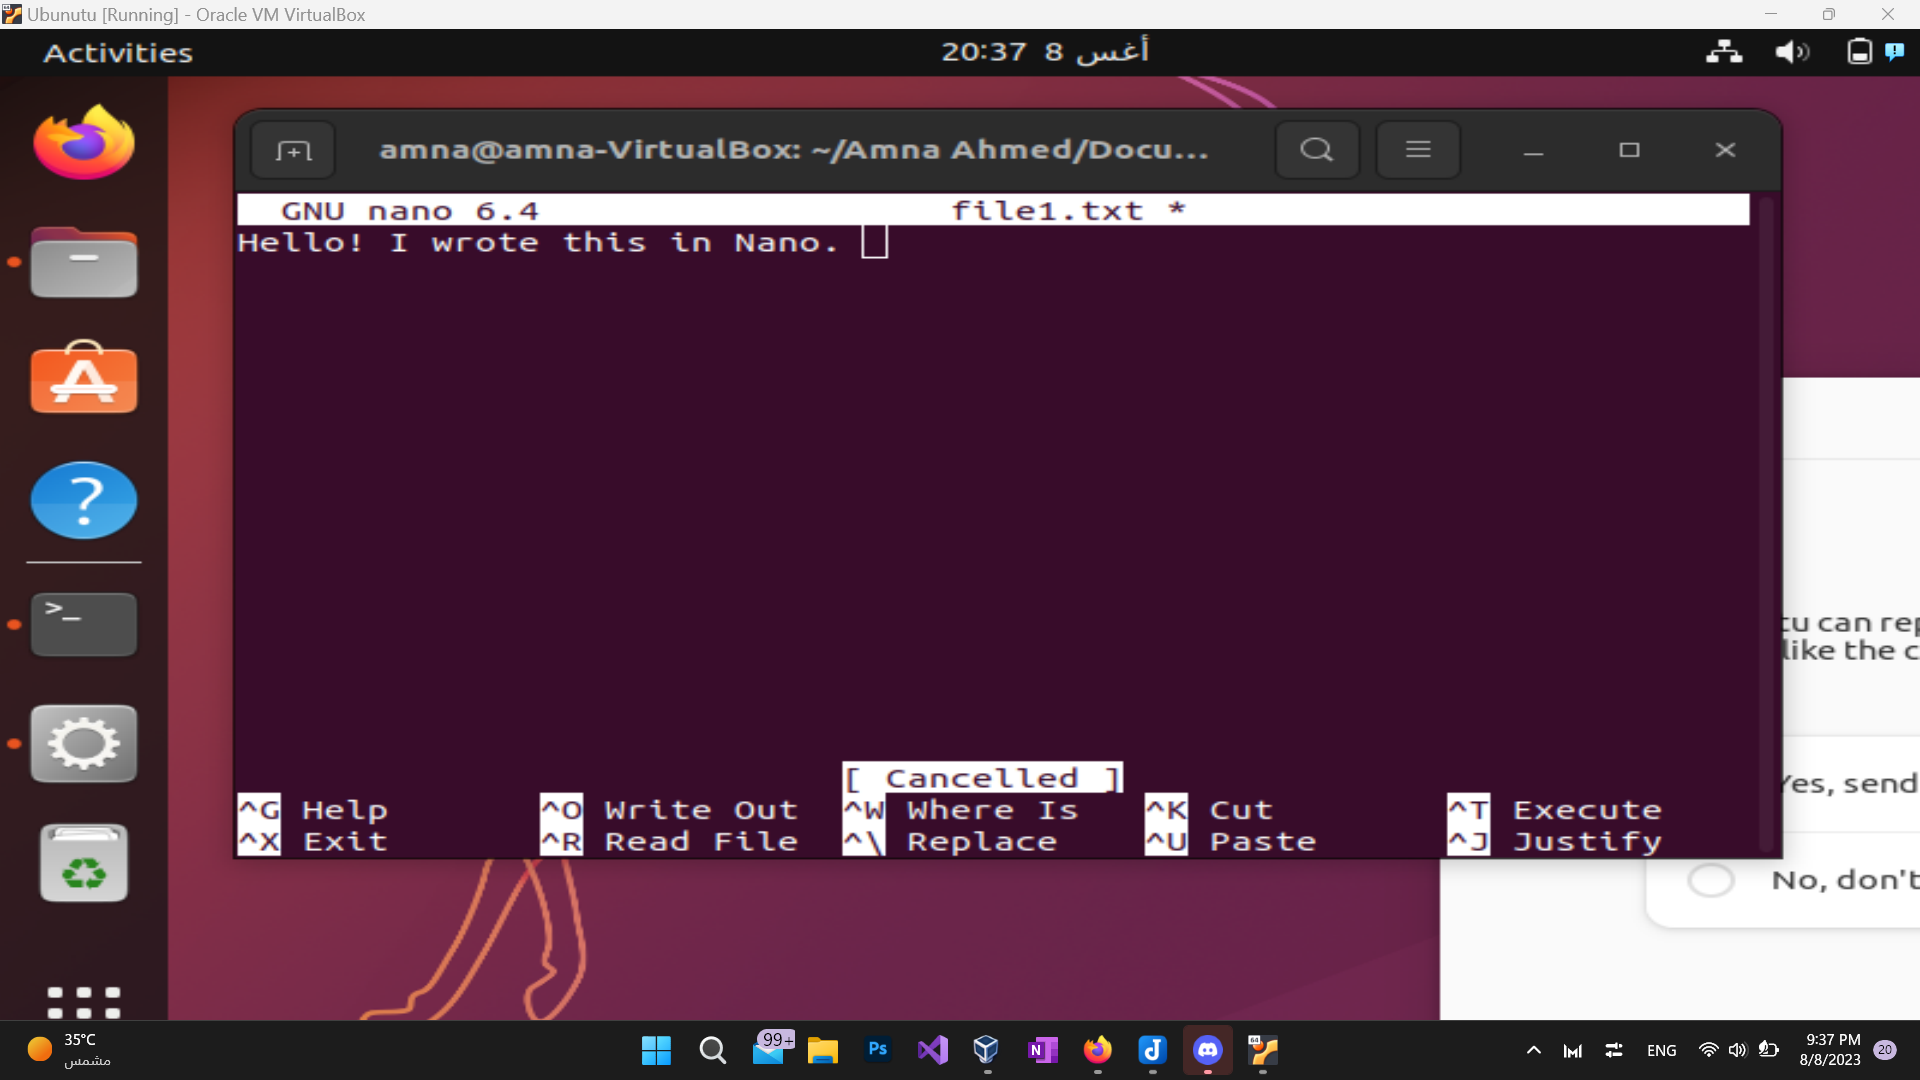 Ubunutu [Running] - Oracle VM VirtualBox
Activities
20:37 8 أغس
amna@amna-VirtualBox: ~/Amna Ahmed/Docu...
GNU nano 6.4 file1.txt *
Hello! I wrote this in Nano.
[ Cancelled ]
^G Help ^O Write Out ^W Where Is ^K Cut ^T Execute
^X Exit ^R Read File ^\ Replace ^U Paste ^J Justify
can rep
like the c
Yes, send
No, don't
>_
35°C
مشمس
99+
Ps
N
64
ENG
9:37 PM
8/8/2023
20